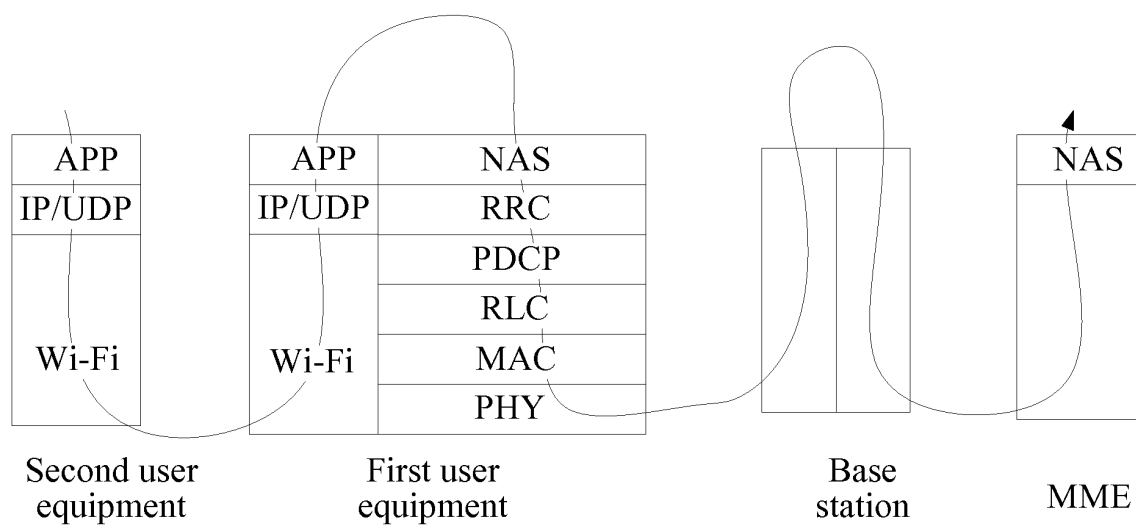 APP
IP/UDP
Wi-Fi
Second user
equipment
APP
IP/UDP
Wi-Fi
NAS
RRC
PDCP
RLC
MAC
PHY
First user
equipment
Base
station
NAS
MME